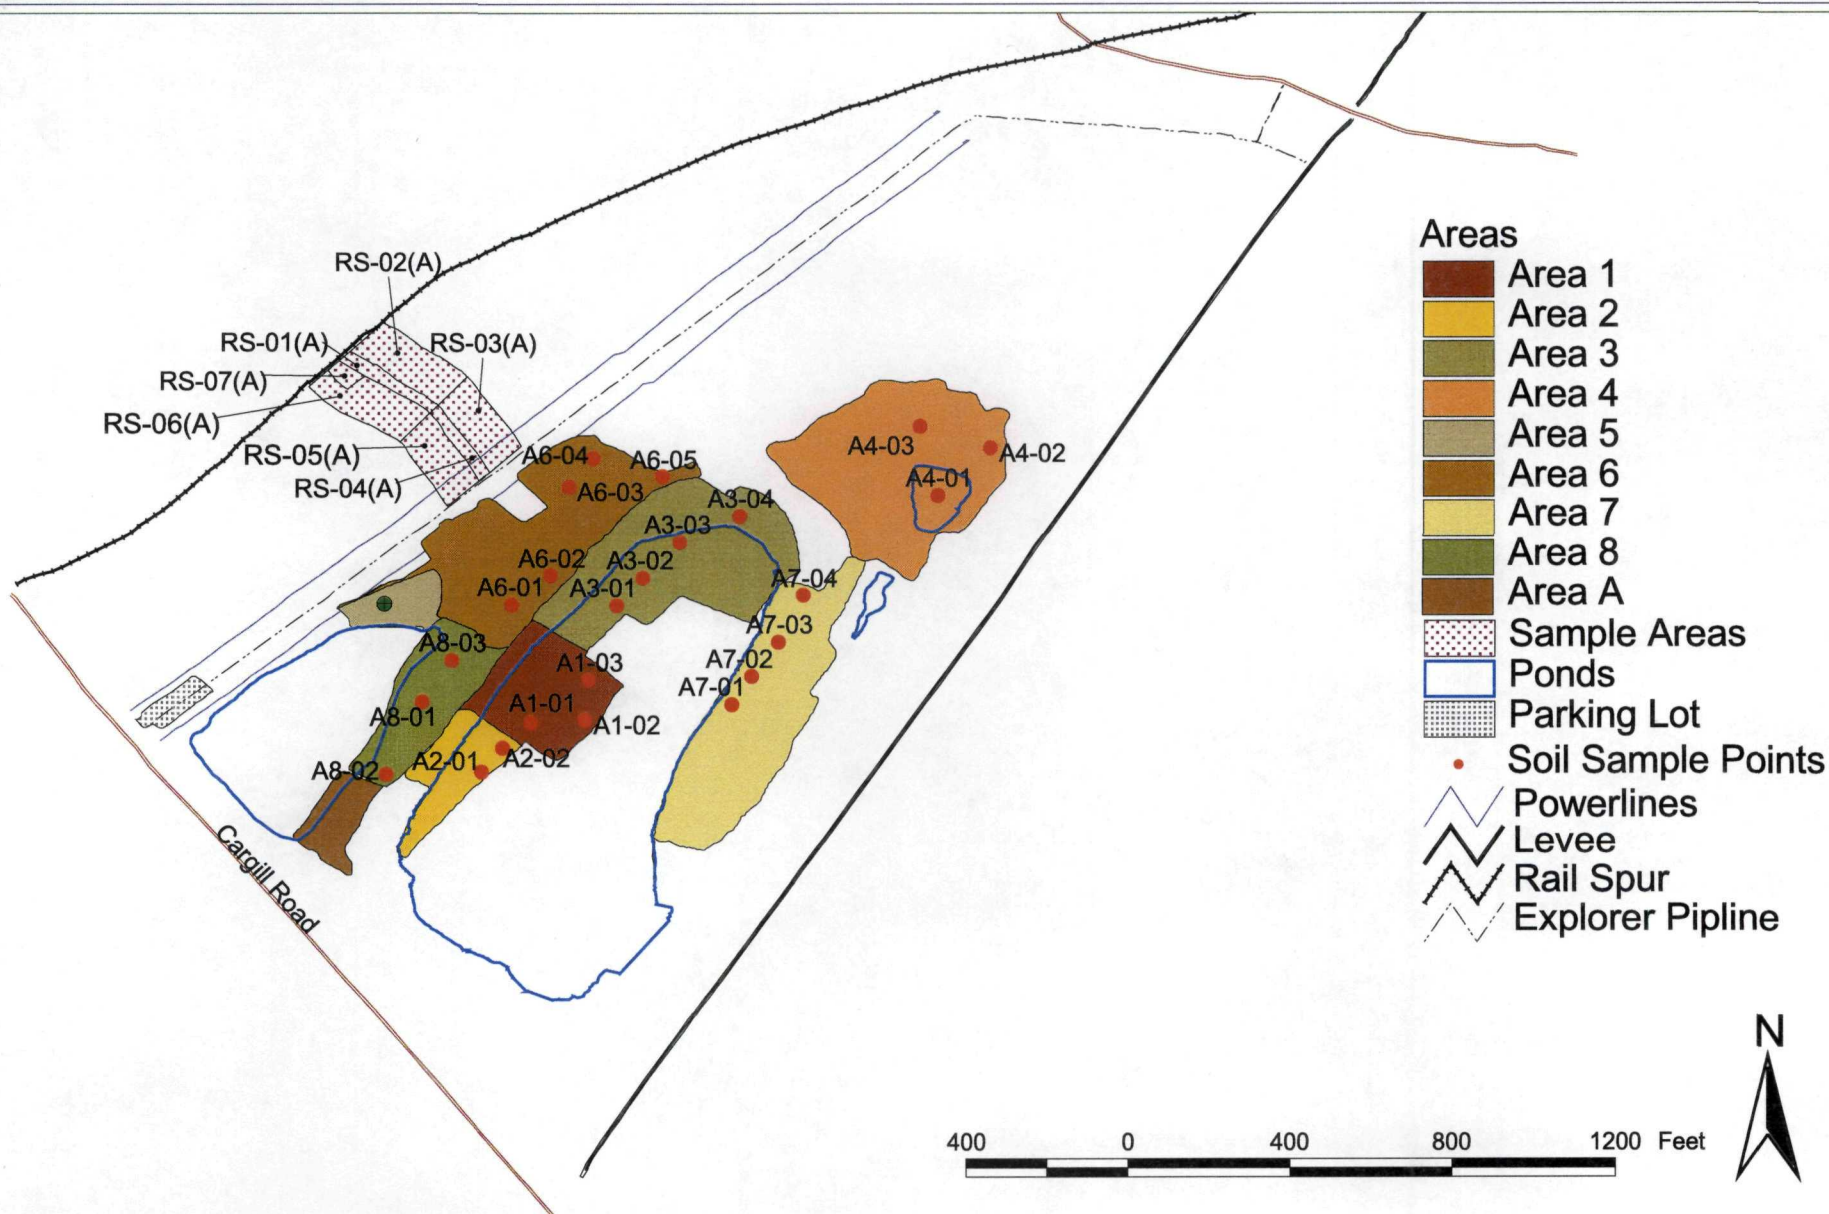 RS-02(A)
RS-01(A)
RS-03(A)
RS-07(A)
RS-06(A)
RS-05(A)
RS-04(A)
A6-04
A6-05
A6-03
A3-04
A3-03
A6-02
A3-02
A6-01
A3-01
A4-03
A4-02
A4-01
A7-04
A7-03
A7-02
A7-01
A8-03
A1-03
A8-01
A1-01
A1-02
A8-02
A2-01
A2-02
Cargill Road
Areas
Area 1
Area 2
Area 3
Area 4
Area 5
Area 6
Area 7
Area 8
Area A
Sample Areas
Ponds
Parking Lot
Soil Sample Points
Powerlines
Levee
Rail Spur
Explorer Pipline
N
400 0 400 800 1200 Feet